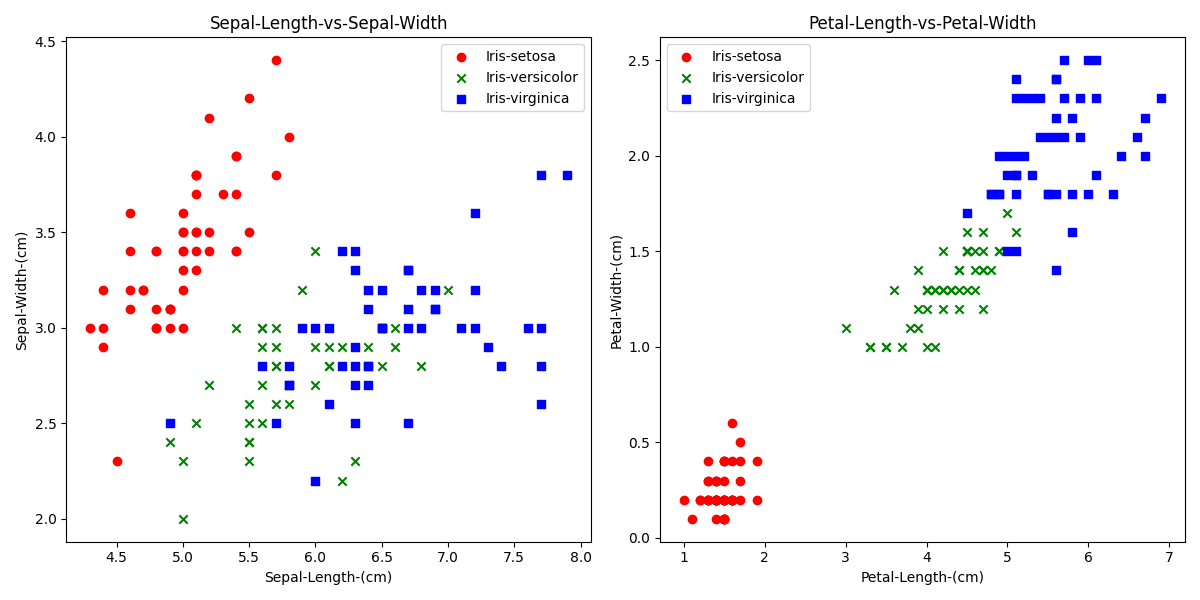 Sepal-Length-vs-Sepal-Width
4.5
4.0
3.5
3.0
2.5
2.0
Sepal-Width-(cm)
4.5 5.0 5.5 6.0 6.5 7.0 7.5 8.0
Sepal-Length-(cm)
Iris-setosa
Iris-versicolor
Iris-virginica
Petal-Length-vs-Petal-Width
2.5
2.0
1.5
1.0
0.5
0.0
Petal-Width-(cm)
1 2 3 4 5 6 7
Petal-Length-(cm)
Iris-setosa
Iris-versicolor
Iris-virginica